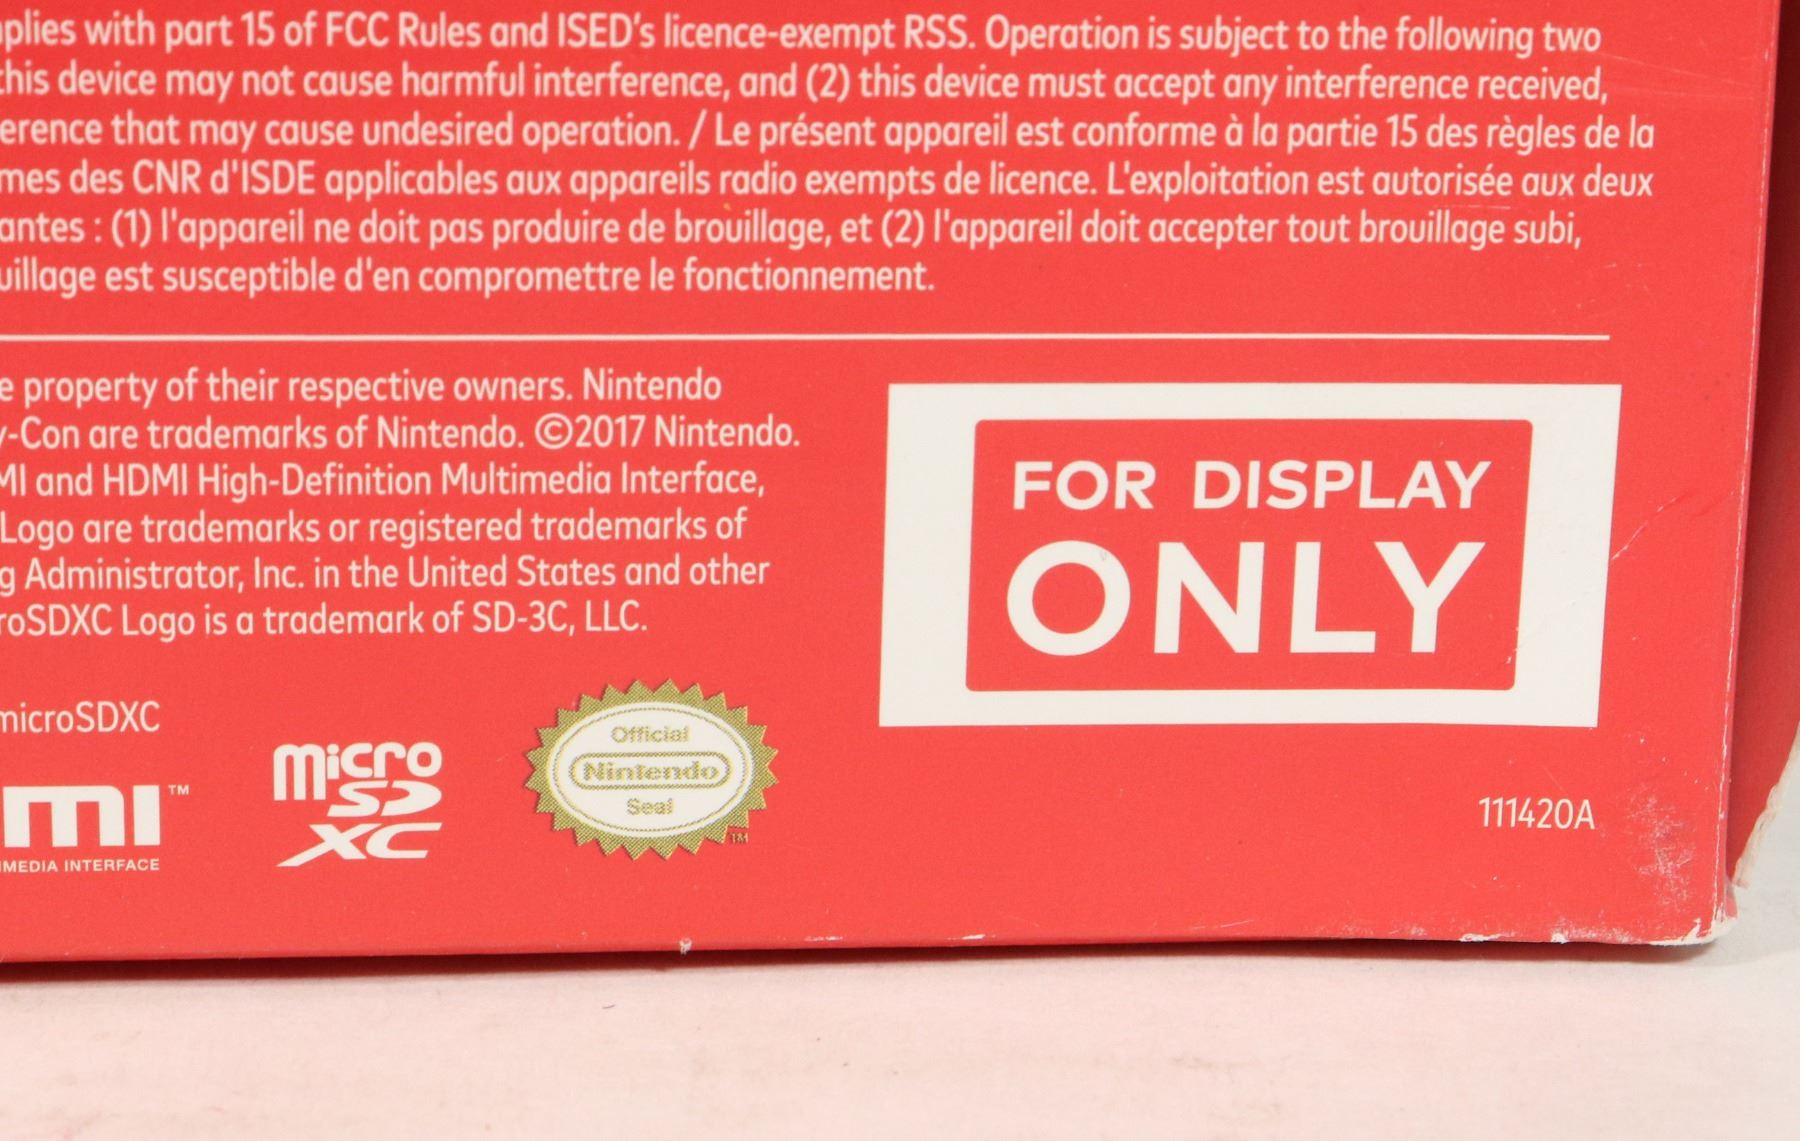 plies with part 15 of FCC Rules and ISED's licence-exempt RSS. Operation is subject to the following two
this device may not cause harmful interference, and (2) this device must accept any interference received,
erence that may cause undesired operation. / Le présent appareil est conforme à la partie 15 des règles de la
mes des CNR d'ISDE applicables aux appareils radio exempts de licence. L'exploitation est autorisée aux deux
antes : (1) l'appareil ne doit pas produire de brouillage, et (2) l'appareil doit accepter tout brouillage subi,
uillage est susceptible d'en compromettre le fonctionnement.
e property of their respective owners. Nintendo
y-Con are trademarks of Nintendo. ©2017 Nintendo.
MI and HDMI High-Definition Multimedia Interface,
Logo are trademarks or registered trademarks of
g Administrator, Inc. in the United States and other
roSDXC Logo is a trademark of SD-3C, LLC.
microSDXC
mi™
IMEDIA INTERFACE
micro
SD
XC
Official
Nintendo
Seal
TM
FOR DISPLAY
ONLY
111420A